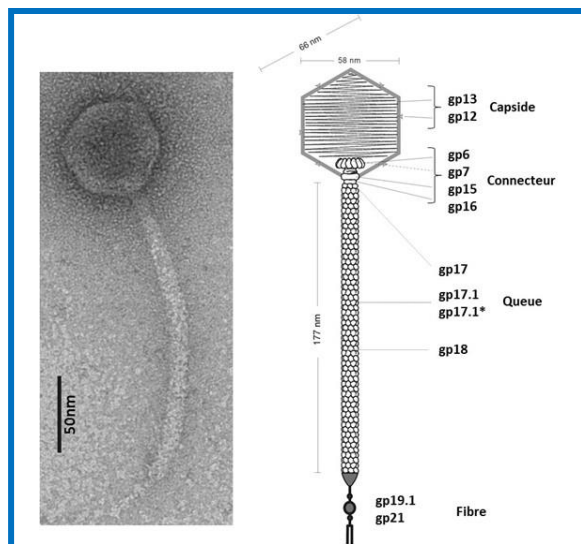 66 nm
58 nm
gp13
gp12
Capside
gp6
gp7
gp15
gp16
Connecteur
gp17
gp17.1
gp17.1*
Queue
gp18
177 nm
50nm
gp19.1
gp21
Fibre